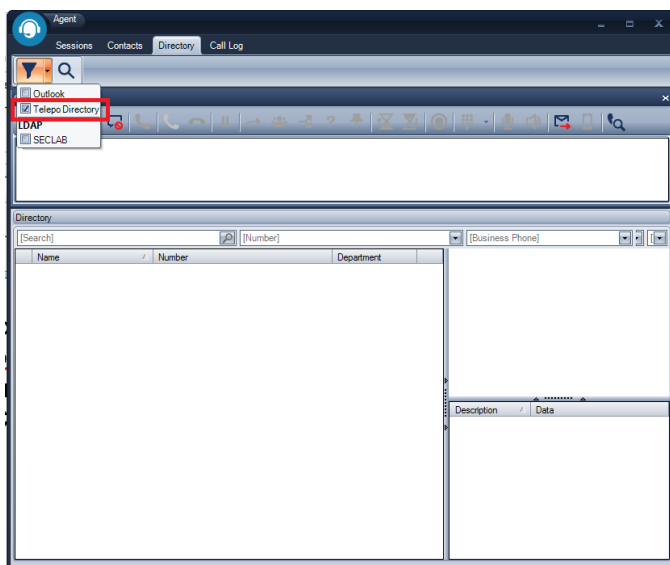 Agent
Sessions Contacts Directory Call Log
Outlook
Telepo Directory
LDAP
SECLAB
Directory
[Search] [Number] [Business Phone] [
Name Number Department
Description Data